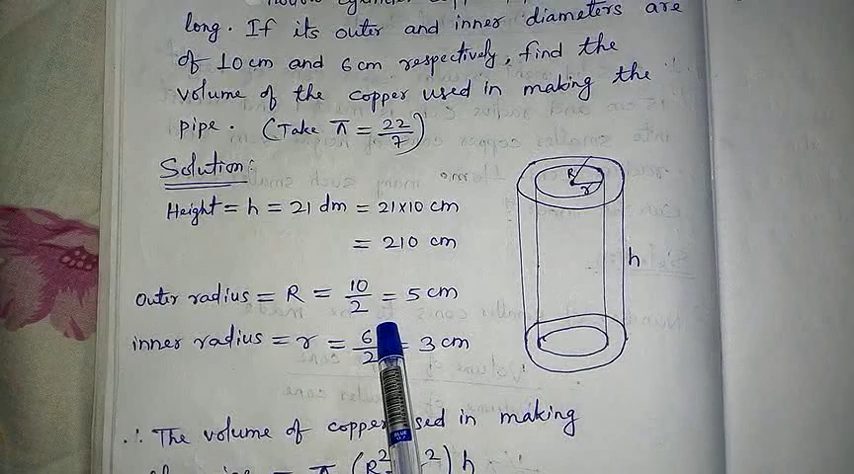 long. If its outer and inner diameters are
of 10 cm and 6 cm respectively, find the
volume of the copper used in making the
pipe. (Take π = 22/7)
Solution:
Height = h = 21 dm = 21×10 cm
= 210 cm
R
r
h
Outer radius = R = 10/2 = 5 cm
inner radius = r = 6/2 = 3 cm
∴ The volume of copper used in making
= π (R² 2) h